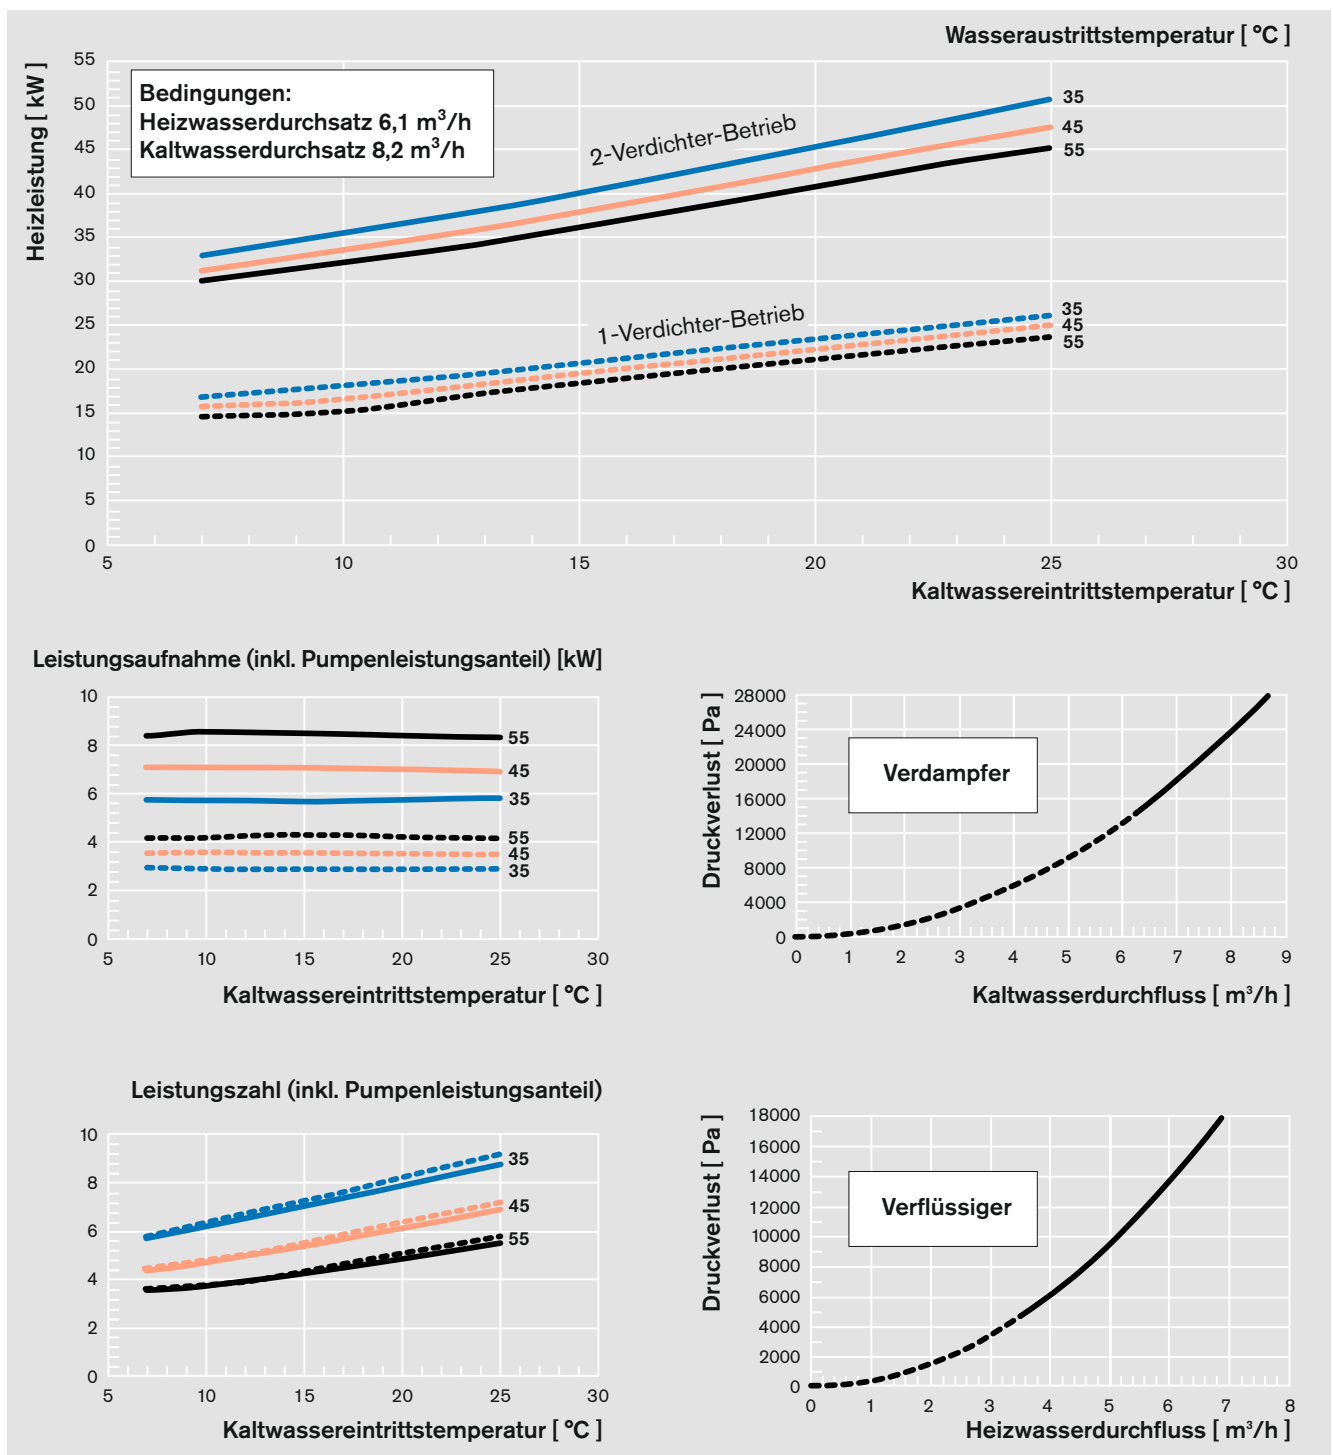 Wasseraustrittstemperatur [ °C ]
Heizleistung [ kW ]
55
50
45
40
35
30
25
20
15
10
5
0
Bedingungen:
Heizwasserdurchsatz 6,1 m³/h
Kaltwasserdurchsatz 8,2 m³/h
2-Verdichter-Betrieb
35
45
55
1-Verdichter-Betrieb
35
45
55
5 10 15 20 25 30
Kaltwassereintrittstemperatur [ °C ]
Leistungsaufnahme (inkl. Pumpenleistungsanteil) [kW]
10
8
6
4
2
0
55
45
35
55
45
35
5 10 15 20 25 30
Kaltwassereintrittstemperatur [ °C ]
Druckverlust [ Pa ]
28000
24000
20000
16000
12000
8000
4000
0
Verdampfer
0 1 2 3 4 5 6 7 8 9
Kaltwasserdurchfluss [ m³/h ]
Leistungszahl (inkl. Pumpenleistungsanteil)
10
8
6
4
2
0
35
45
55
5 10 15 20 25 30
Kaltwassereintrittstemperatur [ °C ]
Druckverlust [ Pa ]
18000
16000
14000
12000
10000
8000
6000
4000
2000
0
Verflüssiger
0 1 2 3 4 5 6 7 8
Heizwasserdurchfluss [ m³/h ]